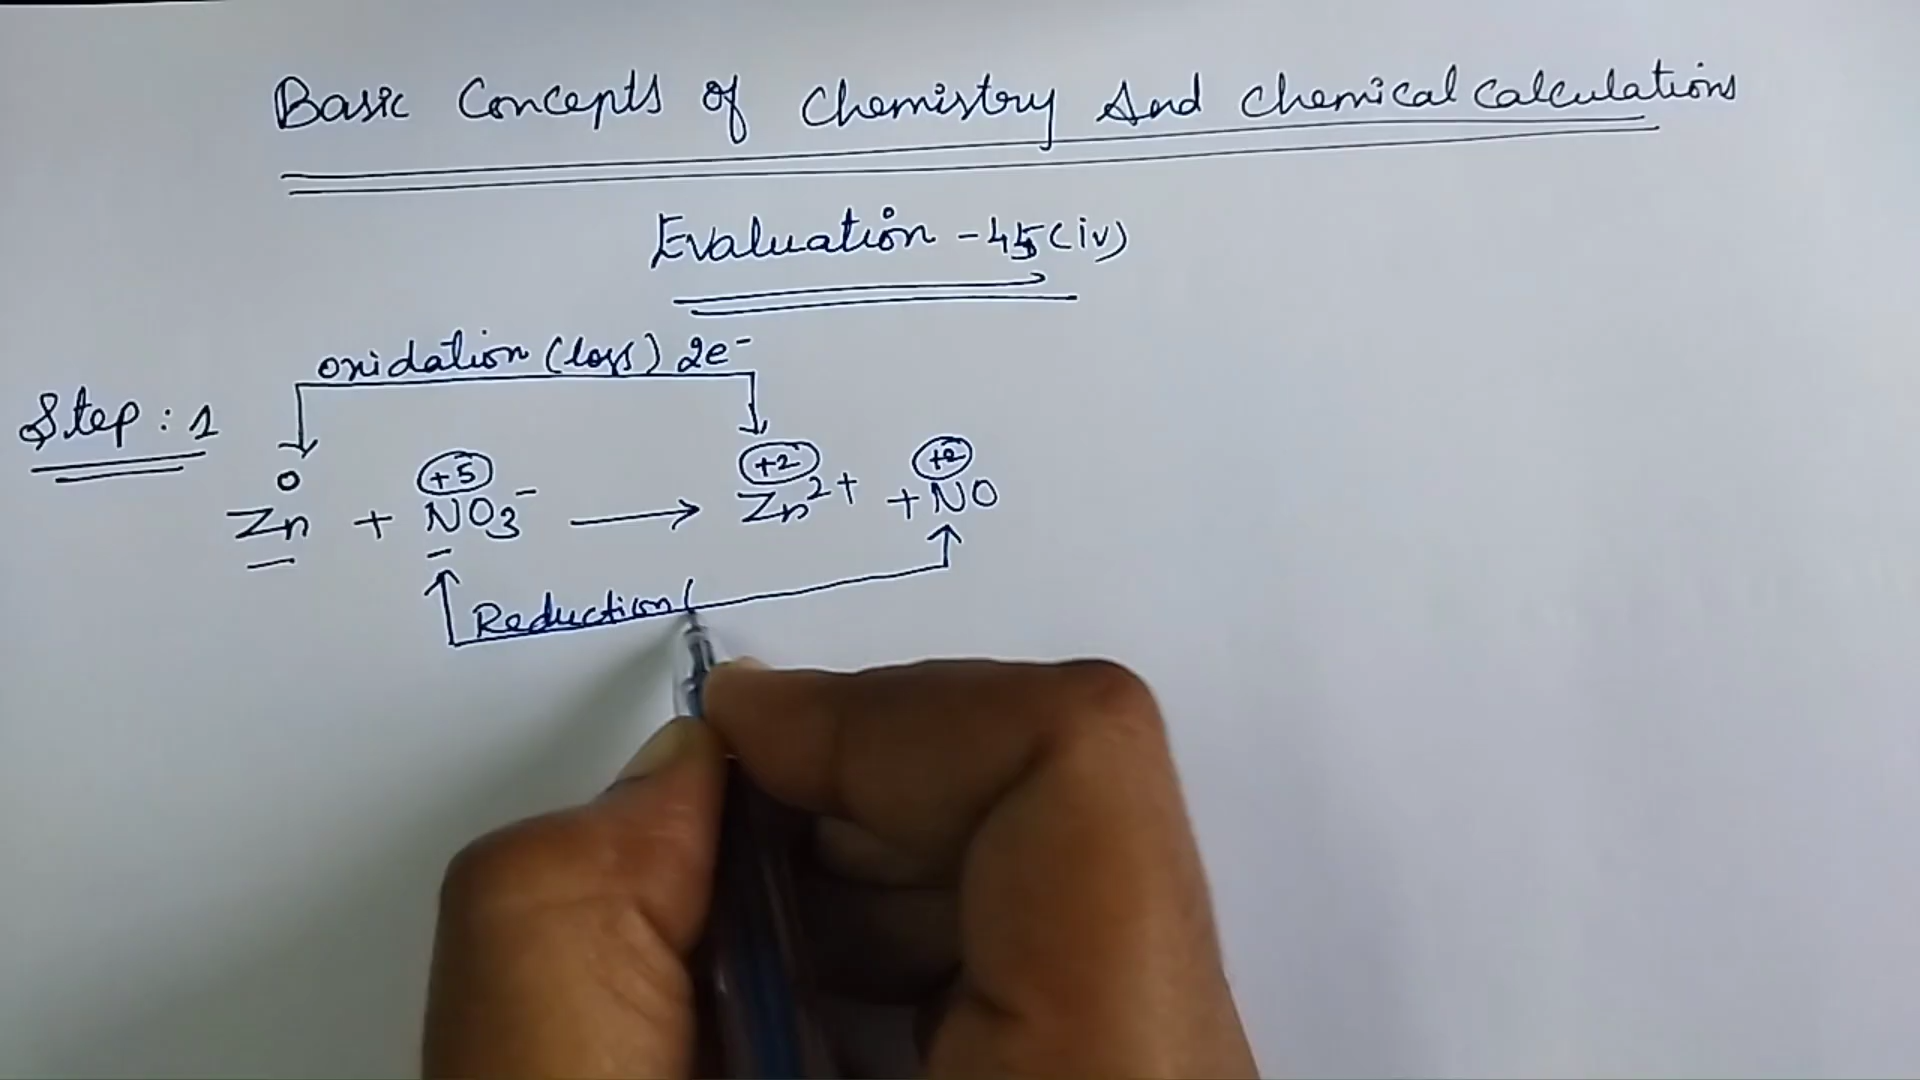 Basic Concepts of Chemistry And Chemical Calculations
Evaluation - 45 (iv)
oxidation (loss) 2e⁻
Step : 1
0 +5 +2 +2
Zn + NO₃⁻ ⟶ Zn²⁺ + NO
Reduction (